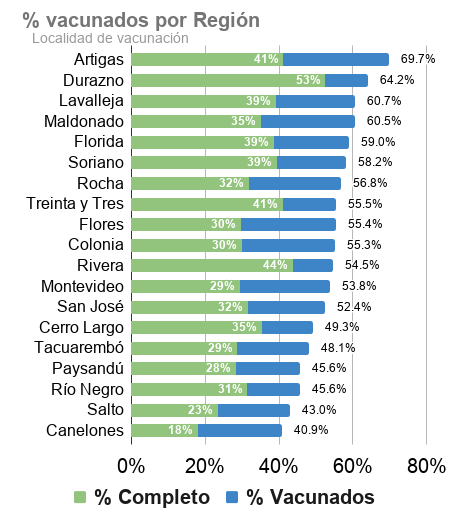 % vacunados por Región
Localidad de vacunación
Artigas 41% 69.7%
Durazno 53% 64.2%
Lavalleja 39% 60.7%
Maldonado 35% 60.5%
Florida 39% 59.0%
Soriano 39% 58.2%
Rocha 32% 56.8%
Treinta y Tres 41% 55.5%
Flores 30% 55.4%
Colonia 30% 55.3%
Rivera 44% 54.5%
Montevideo 29% 53.8%
San José 32% 52.4%
Cerro Largo 35% 49.3%
Tacuarembó 29% 48.1%
Paysandú 28% 45.6%
Río Negro 31% 45.6%
Salto 23% 43.0%
Canelones 18% 40.9%
0% 20% 40% 60% 80%
% Completo % Vacunados